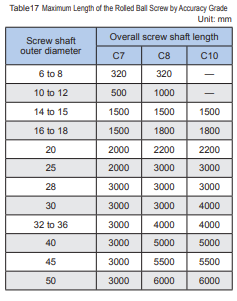 Table17 Maximum Length of the Rolled Ball Screw by Accuracy Grade
Unit: mm
Screw shaft outer diameter Overall screw shaft length
C7 C8 C10
6 to 8 320 320 —
10 to 12 500 1000 —
14 to 15 1500 1500 1500
16 to 18 1500 1800 1800
20 2000 2200 2200
25 2000 3000 3000
28 3000 3000 3000
30 3000 3000 4000
32 to 36 3000 4000 4000
40 3000 5000 5000
45 3000 5500 5500
50 3000 6000 6000